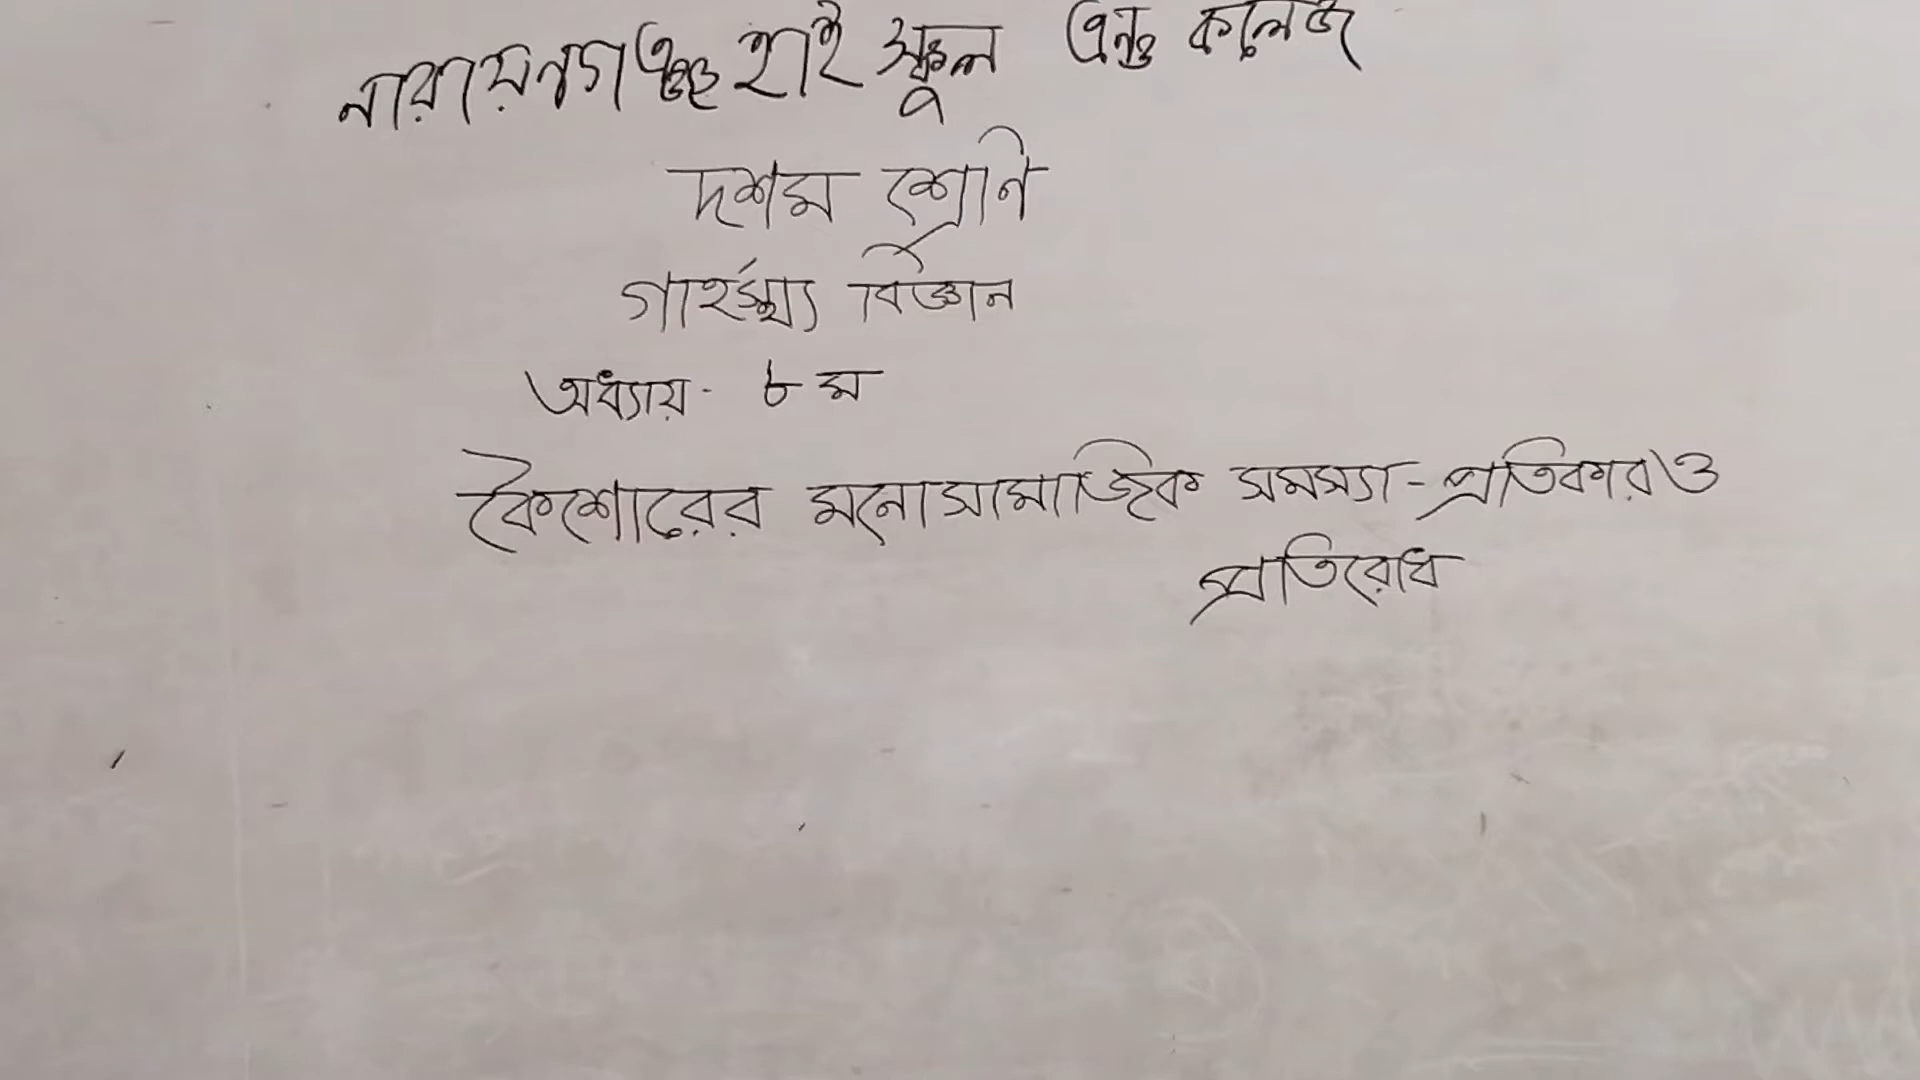 নারায়নগঞ্জ হাই স্কুল এন্ড কলেজ
দশম শ্রেণি
গার্হস্থ্য বিজ্ঞান
অধ্যায়- ৮ম
কৈশোরের মনোসামাজিক সমস্যা-প্রতিকার ও
প্রতিরোধ